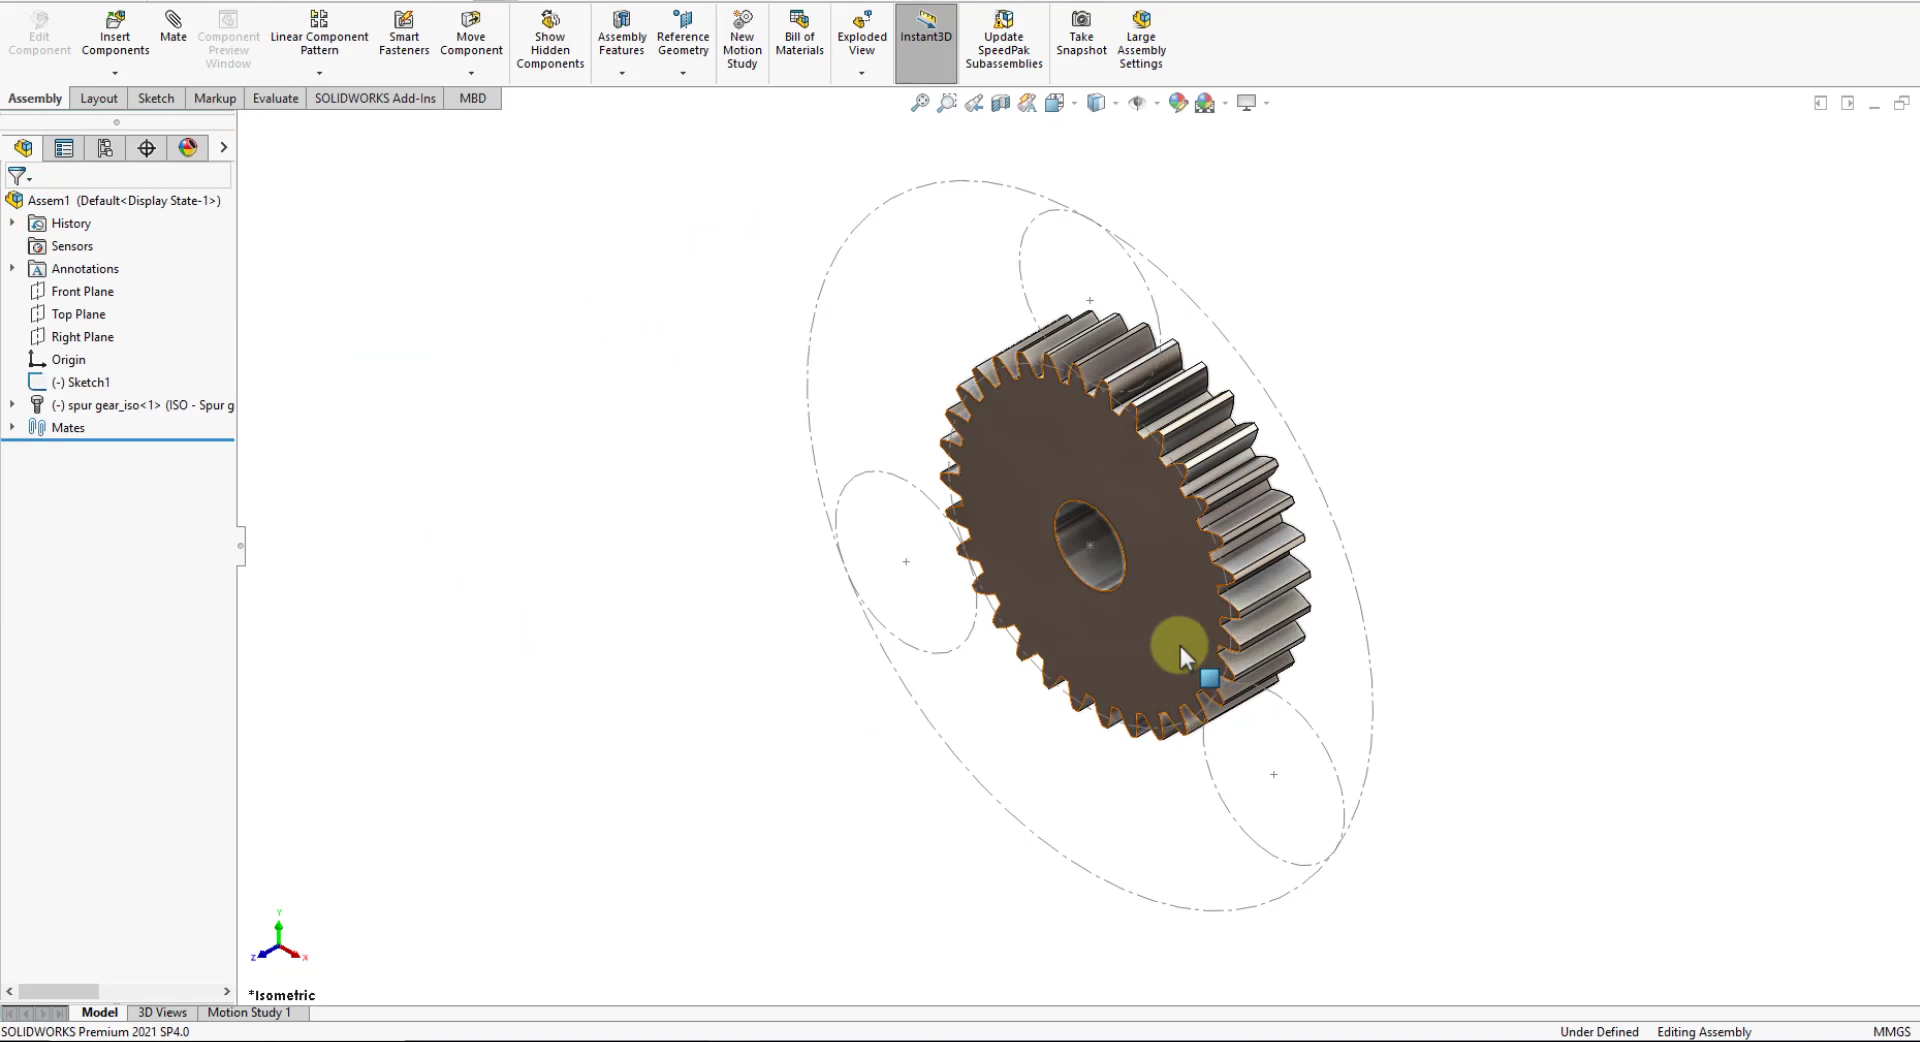 Edit Component
Insert Components
Mate
Component Preview Window
Linear Component Pattern
Smart Fasteners
Move Component
Show Hidden Components
Assembly Features
Reference Geometry
New Motion Study
Bill of Materials
Exploded View
Instant3D
Update SpeedPak Subassemblies
Take Snapshot
Large Assembly Settings
Assembly
Layout
Sketch
Markup
Evaluate
SOLIDWORKS Add-Ins
MBD
Assem1 (Default<Display State-1>)
History
Sensors
A Annotations
Front Plane
Top Plane
Right Plane
Origin
(-) Sketch1
(-) spur gear_iso<1> (ISO - Spur g
Mates
Y
Z
X
*Isometric
Model
3D Views
Motion Study 1
SOLIDWORKS Premium 2021 SP4.0
Under Defined
Editing Assembly
MMGS